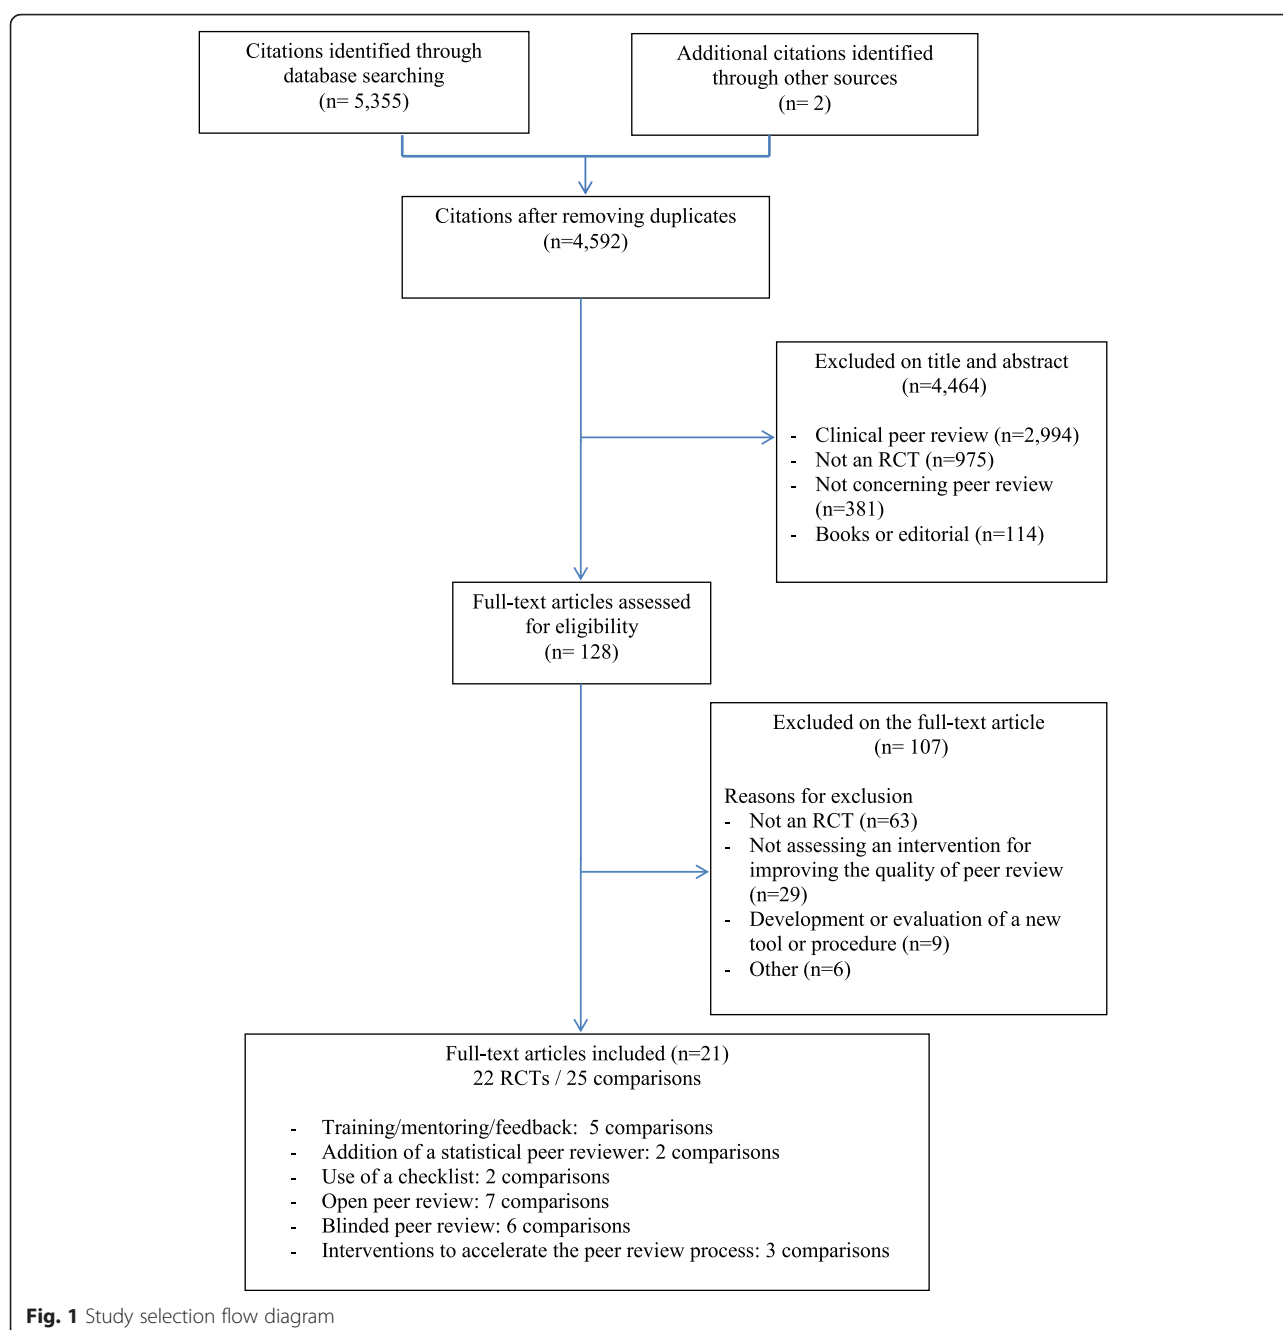 Citations identified through
database searching
(n= 5,355)
Additional citations identified
through other sources
(n= 2)
Citations after removing duplicates
(n=4,592)
Excluded on title and abstract
(n=4,464)
- Clinical peer review (n=2,994)
- Not an RCT (n=975)
- Not concerning peer review
(n=381)
- Books or editorial (n=114)
Full-text articles assessed
for eligibility
(n= 128)
Excluded on the full-text article
(n= 107)
Reasons for exclusion
- Not an RCT (n=63)
- Not assessing an intervention for
improving the quality of peer review
(n=29)
- Development or evaluation of a new
tool or procedure (n=9)
- Other (n=6)
Full-text articles included (n=21)
22 RCTs / 25 comparisons
- Training/mentoring/feedback: 5 comparisons
- Addition of a statistical peer reviewer: 2 comparisons
- Use of a checklist: 2 comparisons
- Open peer review: 7 comparisons
- Blinded peer review: 6 comparisons
- Interventions to accelerate the peer review process: 3 comparisons
Fig. 1 Study selection flow diagram